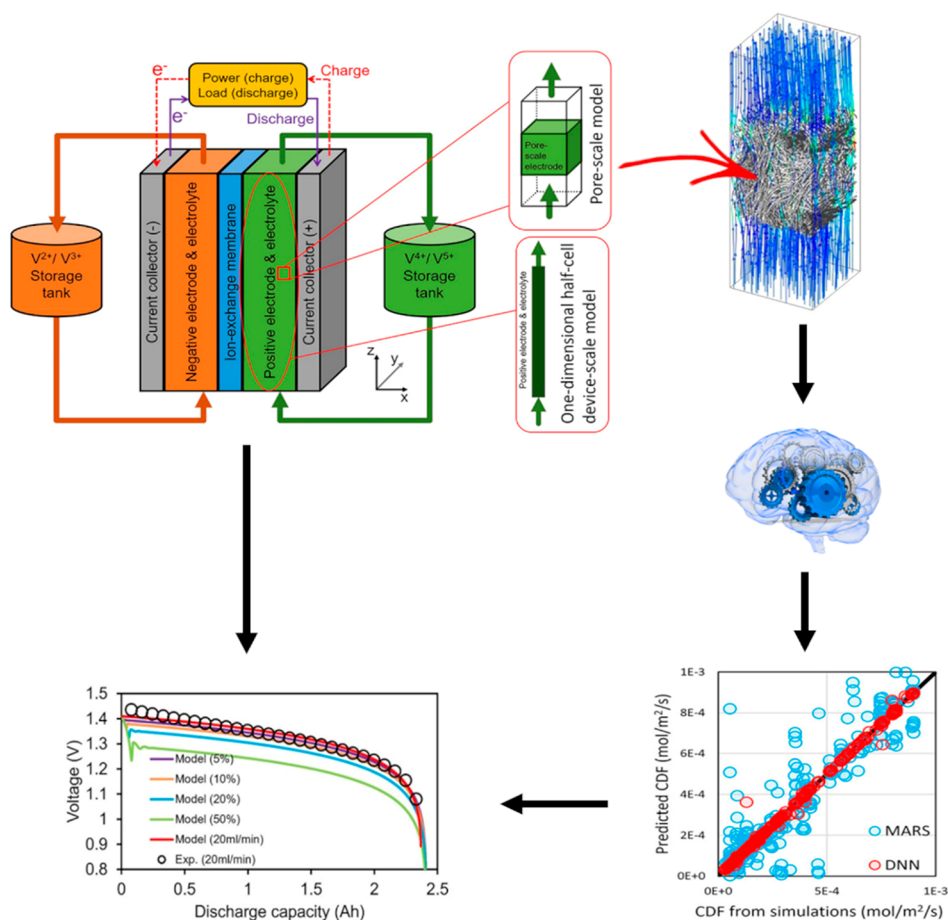 e-
e-
Power (charge)
Load (discharge)
Charge
Discharge
V2+/ V3+
Storage
tank
Current collector (-)
Negative electrode & electrolyte
Ion-exchange membrane
Positive electrode & electrolyte
Current collector (+)
V4+/ V5+
Storage
tank
z
y
x
Pore-
scale
electrode
Pore-scale model
Positive electrode & electrolyte
One-dimensional half-cell
device-scale model
Voltage (V)
1.5
1.4
1.3
1.2
1.1
1
0.9
0.8
Model (5%)
Model (10%)
Model (20%)
Model (50%)
Model (20ml/min)
Exp. (20ml/min)
0 0.5 1 1.5 2 2.5
Discharge capacity (Ah)
Predicted CDF (mol/m²/s)
1E-3
8E-4
6E-4
4E-4
2E-4
0E+0
MARS
DNN
0E+0 5E-4 1E-3
CDF from simulations (mol/m²/s)